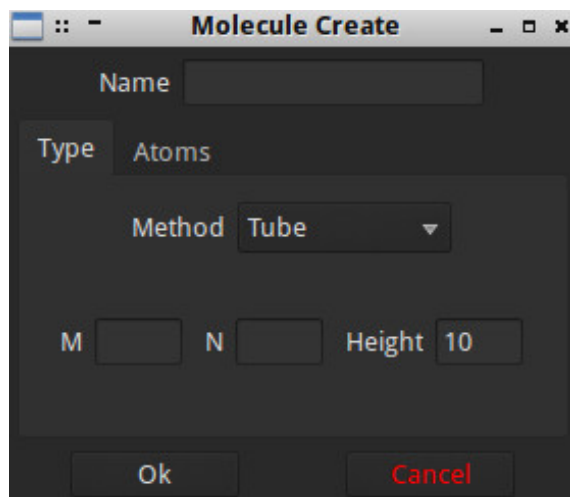 Molecule Create
Name
Type Atoms
Method Tube
M N Height 10
Ok Cancel